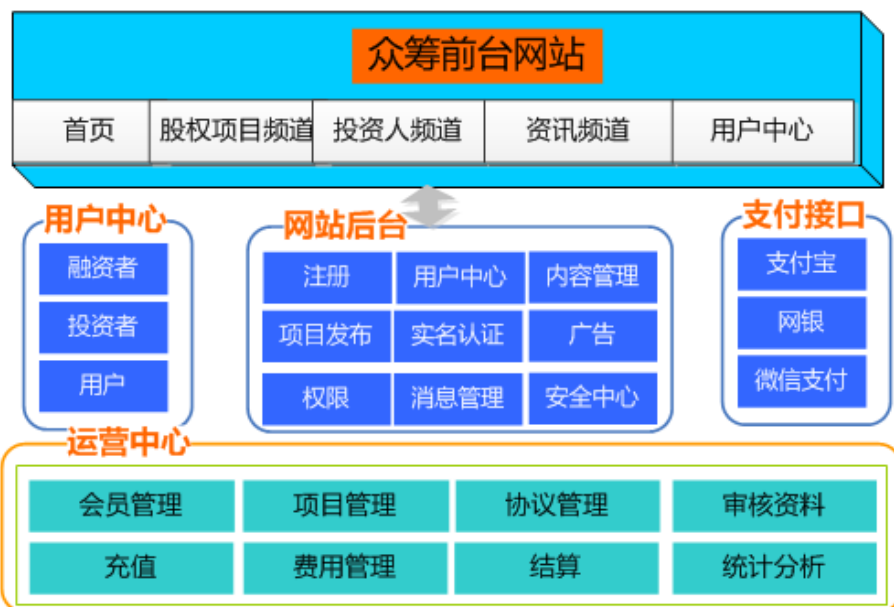 众筹前台网站
首页 股权项目频道 投资人频道 资讯频道 用户中心
用户中心
融资者
投资者
用户
网站后台
注册 用户中心 内容管理
项目发布 实名认证 广告
权限 消息管理 安全中心
支付接口
支付宝
网银
微信支付
运营中心
会员管理 项目管理 协议管理 审核资料
充值 费用管理 结算 统计分析